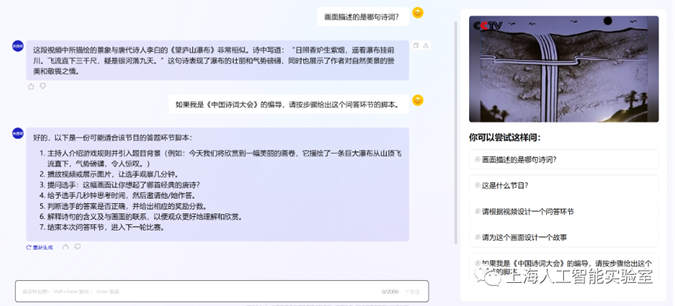 画面描述的是哪句诗词?
这段视频中所描绘的景象与唐代诗人李白的《望庐山瀑布》非常相似。诗中写道:“日照香炉生紫烟,遥看瀑布挂前
川。飞流直下三千尺,疑是银河落九天。”这句诗表现了瀑布的壮丽和气势磅礴,同时也展示了作者对自然美景的赞
美和敬畏之情。
如果我是《中国诗词大会》的编导,请按步骤给出这个问答环节的脚本。
好的,以下是一份可能适合该节目的答题环节脚本:
1. 主持人介绍游戏规则并引入题目背景(例如:今天我们将欣赏到一幅美丽的画卷,它描绘了一条巨大瀑布从山顶飞
流直下,气势磅礴,令人惊叹。)
2. 播放视频或展示图片,让选手观察几分钟。
3. 提问选手:这幅画面让你想起了哪首经典的唐诗?
4. 给予选手几秒钟思考时间,然后邀请他/她作答。
5. 判断选手的答案是否正确,并给出相应的奖励分数。
6. 解释诗句的含义及与画面的联系,以便观众更好地理解和欣赏。
7. 结束本次问答环节,进入下一轮比赛。
重新生成
0/2000
CCTV
你可以尝试这样问:
画面描述的是哪句诗词?
这是什么节目?
请根据视频设计一个问答环节
请为这个画面设计一个故事
如果我是《中国诗词大会》的编导,请按步骤给出这个
问答环节的脚本。
上海人工智能实验室